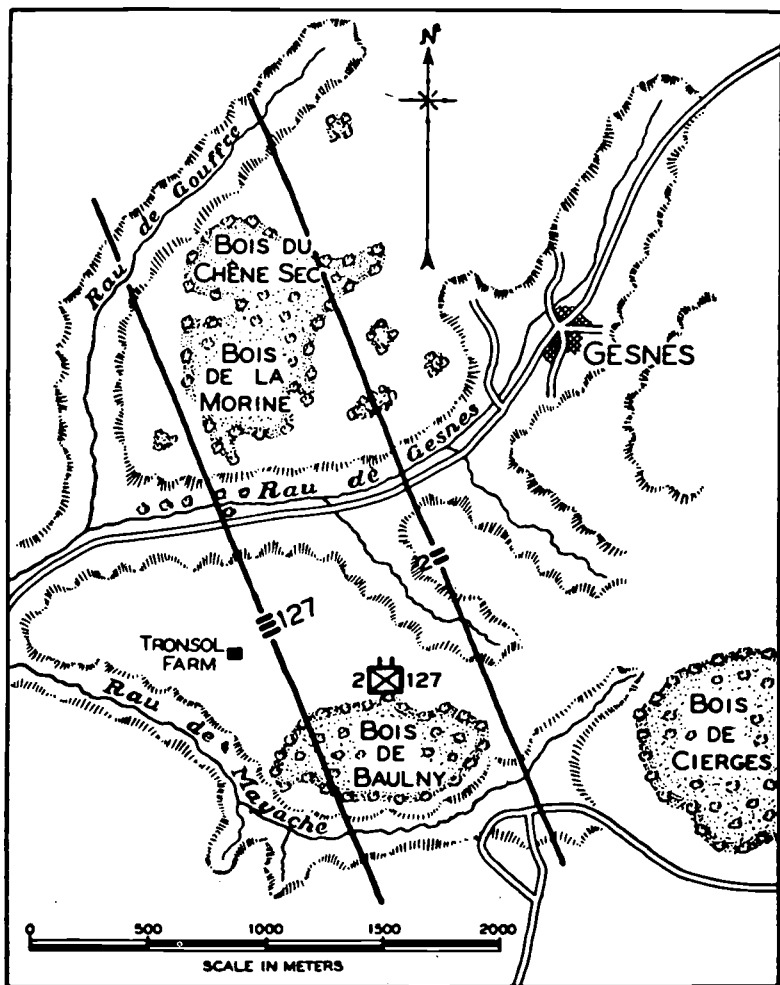 N
Rau de Gouffre
BOIS DU
CHÊNE SEC
BOIS
DE LA
MORINE
GESNES
Rau de Gesnes
2
127
TRONSOL
FARM
2 127
BOIS
DE
BAULNY
BOIS
DE
CIERGES
Rau de Mayache
0 500 1000 1500 2000
SCALE IN METERS